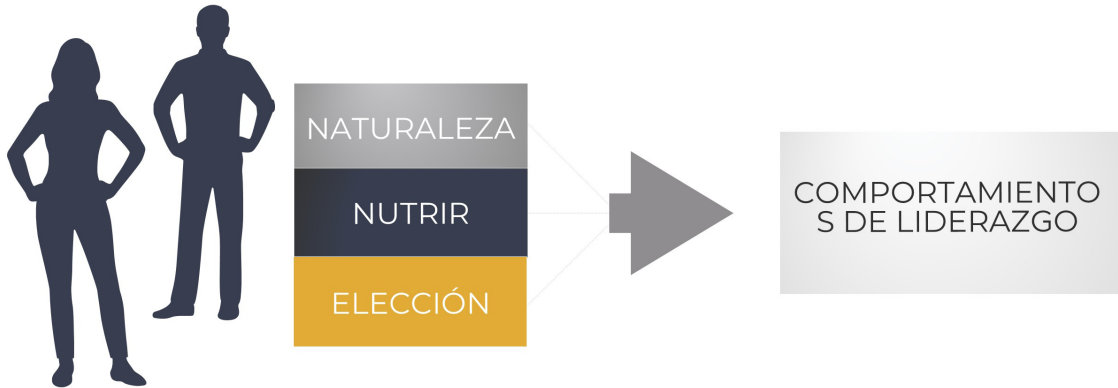 NATURALEZA
NUTRIR
ELECCIÓN
COMPORTAMIENTO
S DE LIDERAZGO